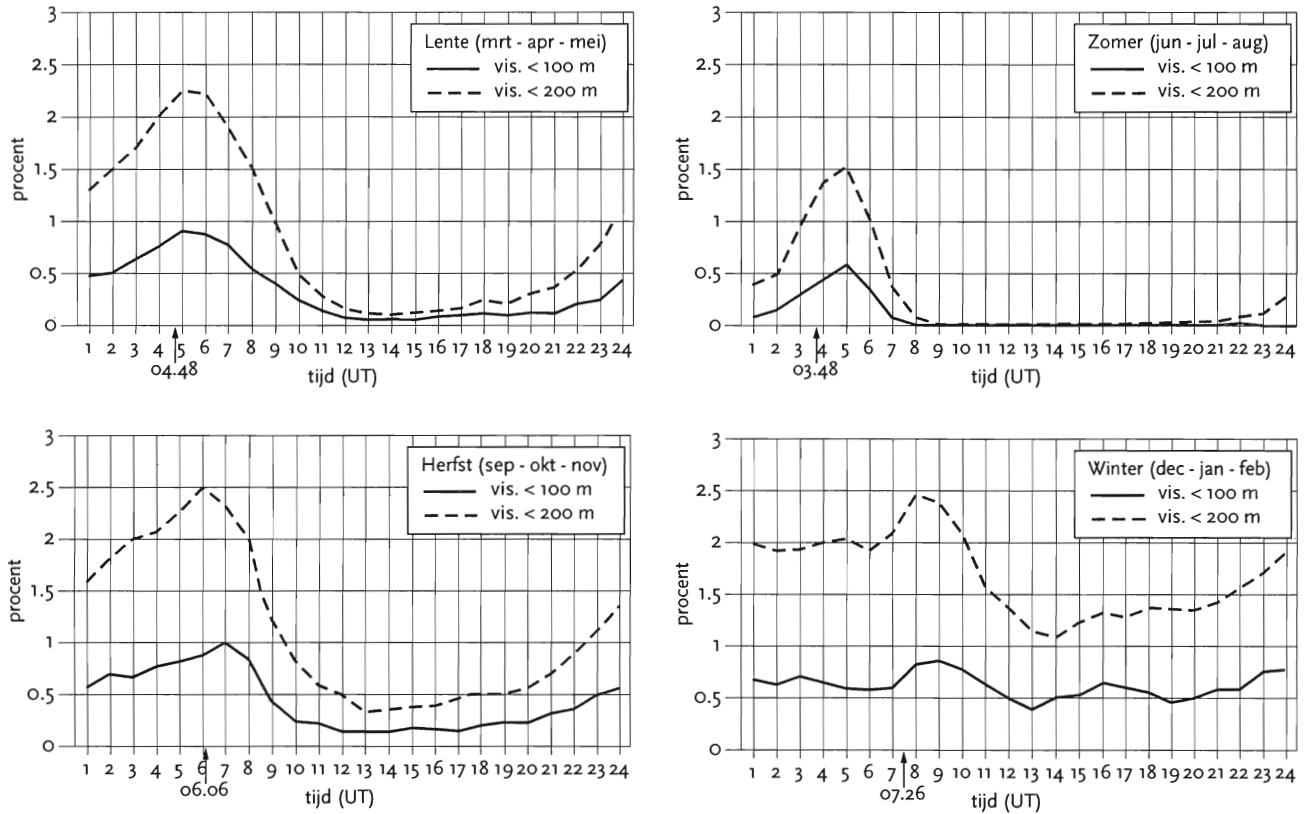 Lente (mrt - apr - mei)
vis. < 100 m
vis. < 200 m
procent
3
2.5
2
1.5
1
0.5
0
1 2 3 4 5 6 7 8 9 10 11 12 13 14 15 16 17 18 19 20 21 22 23 24
04.48
tijd (UT)
Zomer (jun - jul - aug)
vis. < 100 m
vis. < 200 m
procent
3
2.5
2
1.5
1
0.5
0
1 2 3 4 5 6 7 8 9 10 11 12 13 14 15 16 17 18 19 20 21 22 23 24
03.48
tijd (UT)
Herfst (sep - okt - nov)
vis. < 100 m
vis. < 200 m
procent
3
2.5
2
1.5
1
0.5
0
1 2 3 4 5 6 7 8 9 10 11 12 13 14 15 16 17 18 19 20 21 22 23 24
06.06
tijd (UT)
Winter (dec - jan - feb)
vis. < 100 m
vis. < 200 m
procent
3
2.5
2
1.5
1
0.5
0
1 2 3 4 5 6 7 8 9 10 11 12 13 14 15 16 17 18 19 20 21 22 23 24
07.26
tijd (UT)